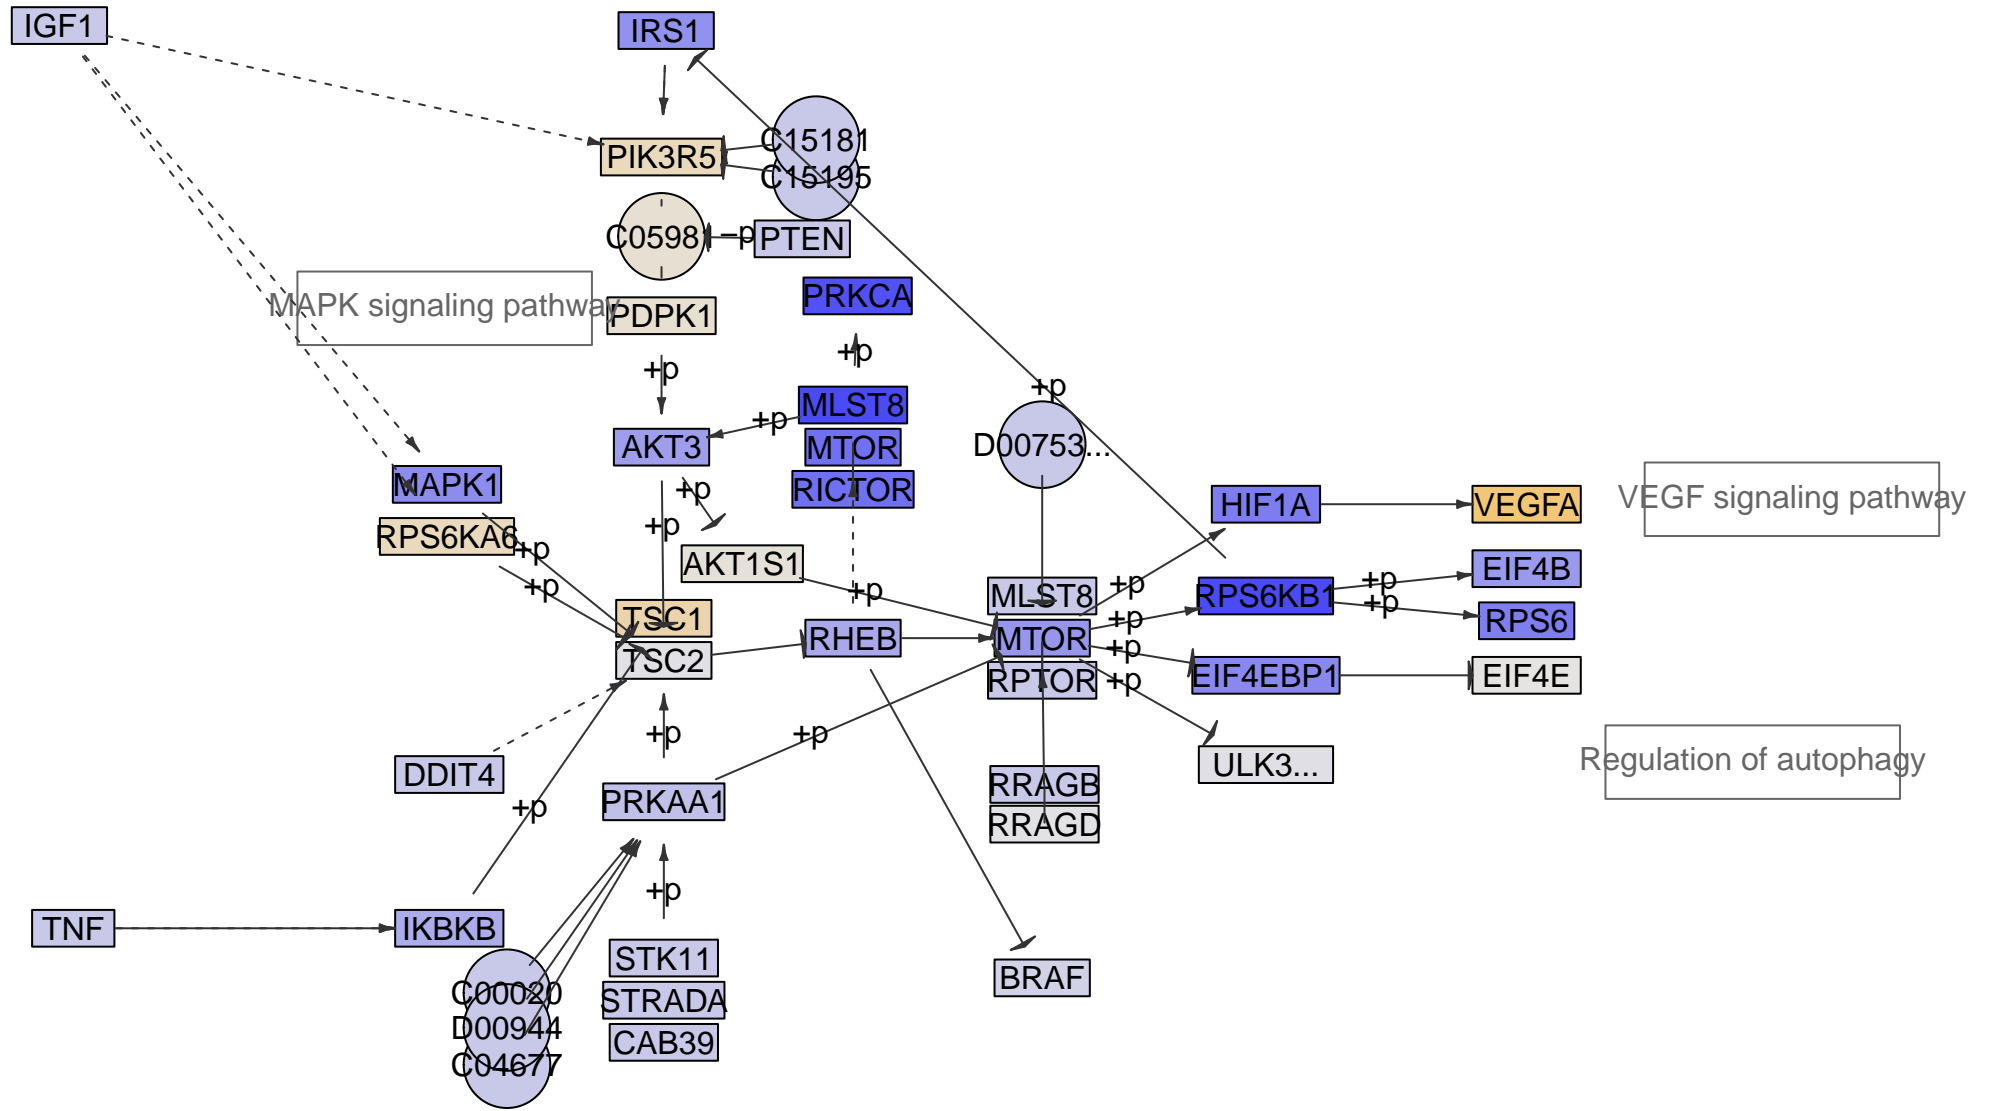 IGF1
IRS1
C15181
PIK3R5
C15195
C0598
−p
PTEN
PRKCA
MAPK signaling pathway
PDPK1
+p
+p
+p
MLST8
+p
AKT3
MTOR
D00753...
MAPK1
+p
RICTOR
HIF1A
VEGFA
VEGF signaling pathway
+p
RPS6KA6
+p
AKT1S1
EIF4B
+p
+p
+p
+p
MLST8
RPS6KB1
+p
TSC1
+p
RPS6
RHEB
MTOR
+p
TSC2
RPTOR
+p
EIF4EBP1
EIF4E
+p
+p
Regulation of autophagy
DDIT4
ULK3...
RRAGB
PRKAA1
+p
RRAGD
+p
TNF
IKBKB
STK11
BRAF
C00020
STRADA
D00944
CAB39
C04677